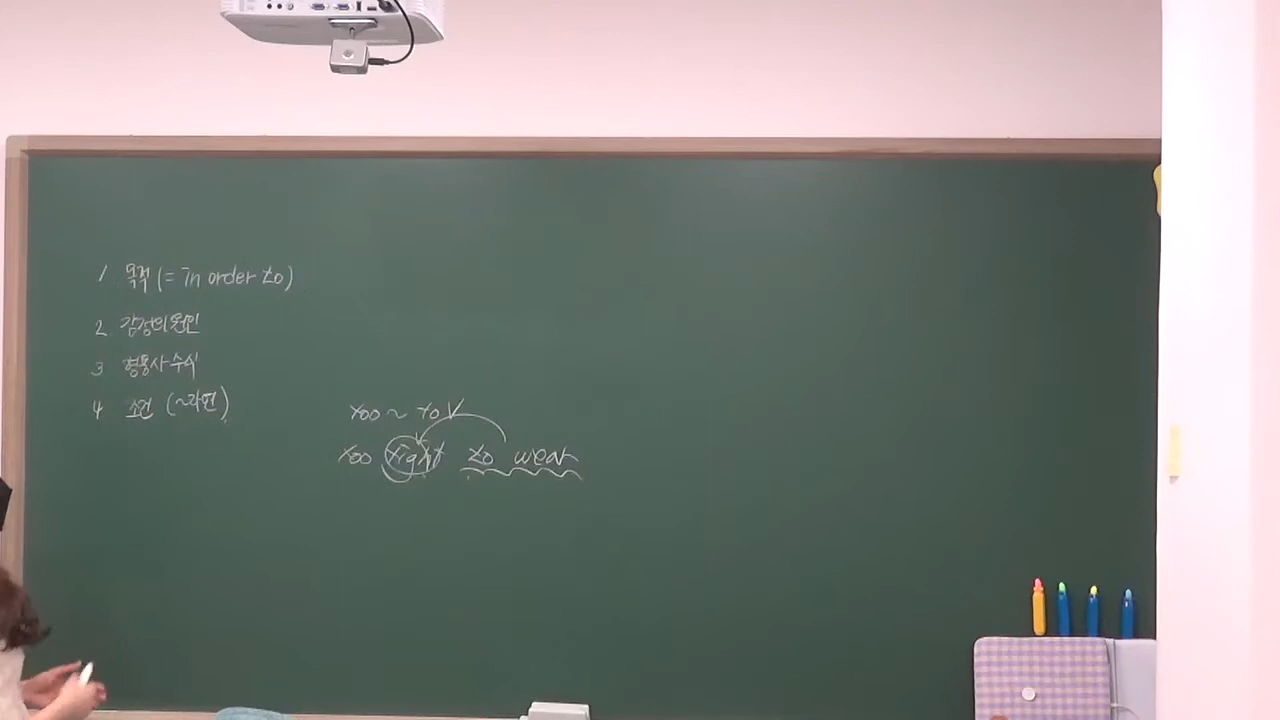 1 목적 (= in order to)
2 감정의 원인
3 형용사 수식
4 조건 (~라면)
too ~ to V
too tight to wear